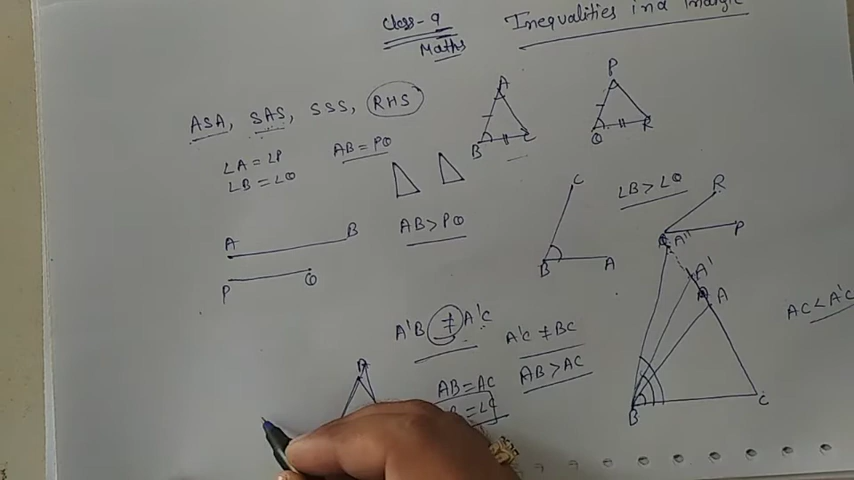 Class-9
Maths
Inequalities in a Triangle
ASA, SAS, SSS, RHS
∠A = ∠P
∠B = ∠Q
AB = PQ
A
B
C
P
Q
R
AB > PQ
A
B
P
Q
∠B > ∠Q
C
B
A
R
P
A''
A'
A
B
C
AC < A'C
A'B ≠ A'C
A'C ≠ BC
AB > AC
AB = AC
= ∠C
A